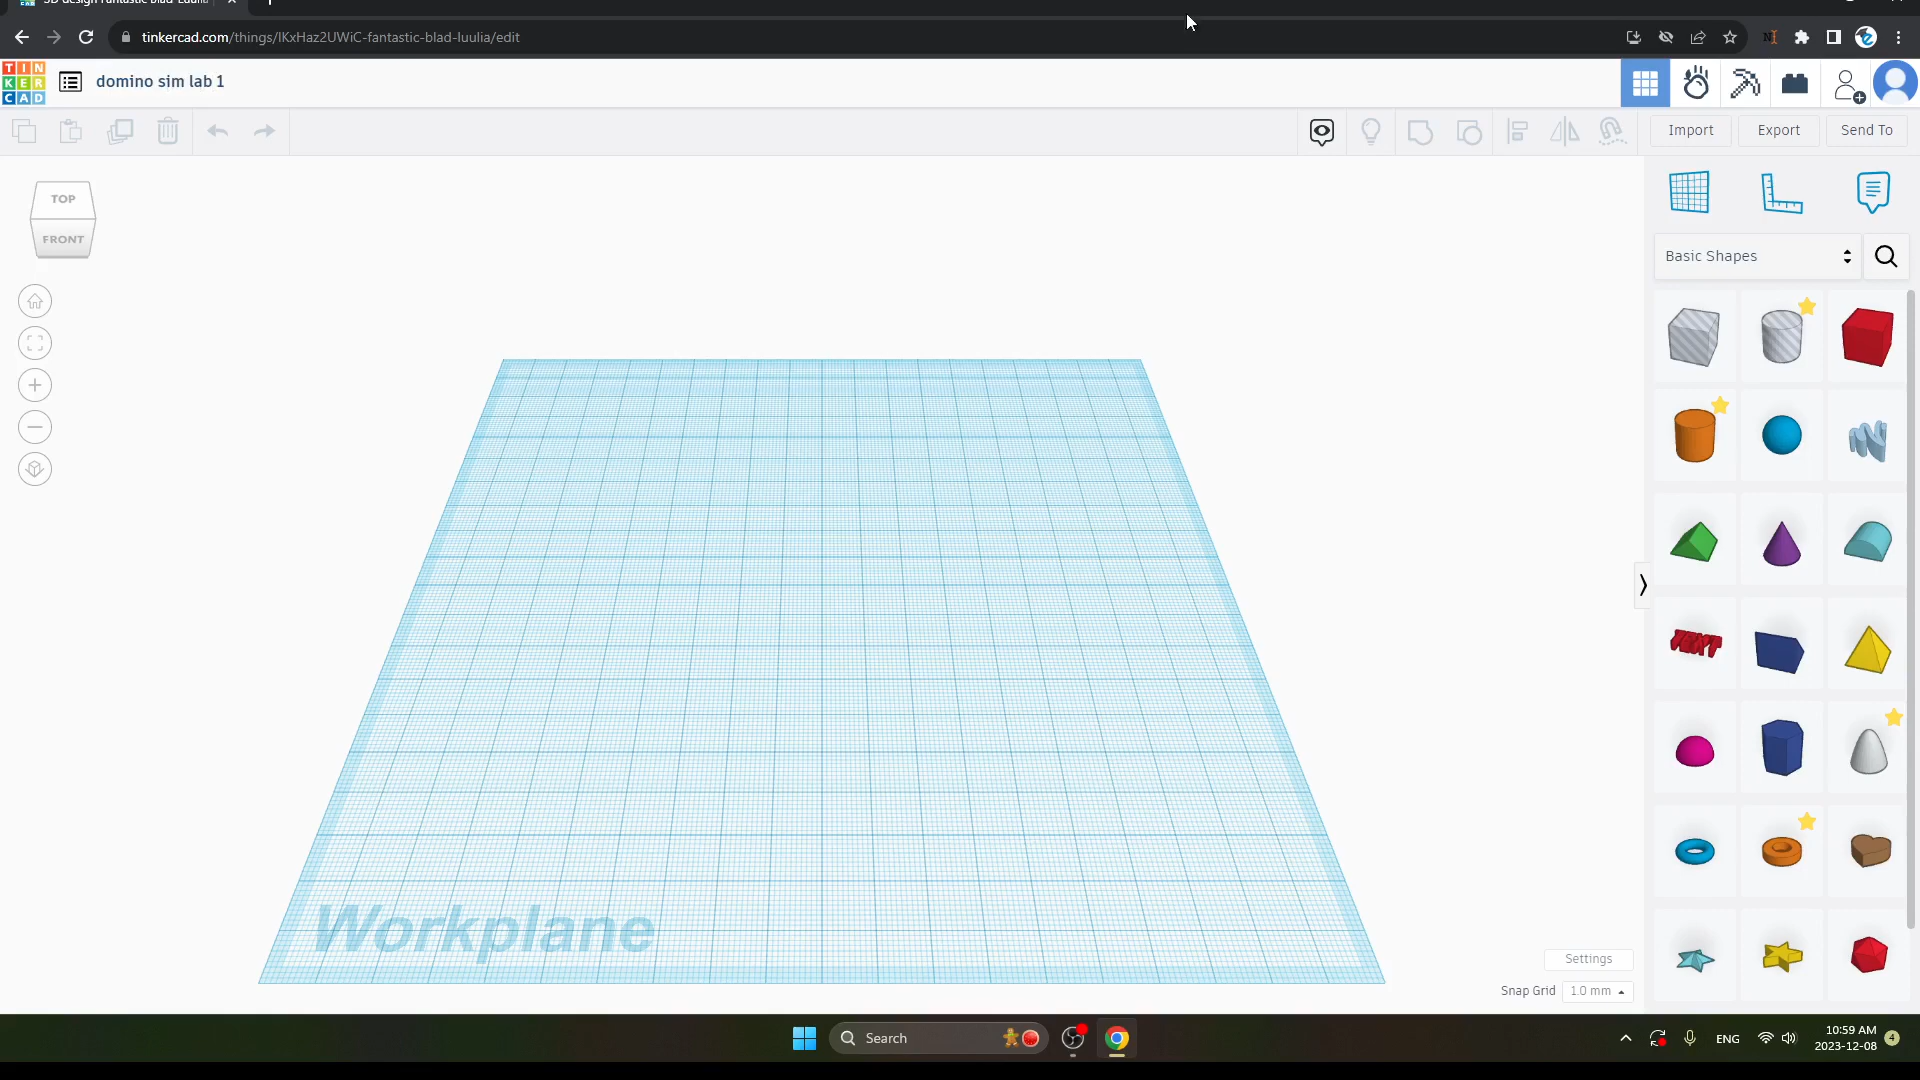 tinkercad.com/things/lKxHaz2UWiC-fantastic-blad-luulia/edit
TIN
KER
CAD
domino sim lab 1
Import
Export
Send To
TOP
FRONT
Basic Shapes
TEXT
Workplane
Settings
Snap Grid
1.0 mm
Search
ENG
10:59 AM
2023-12-08
4